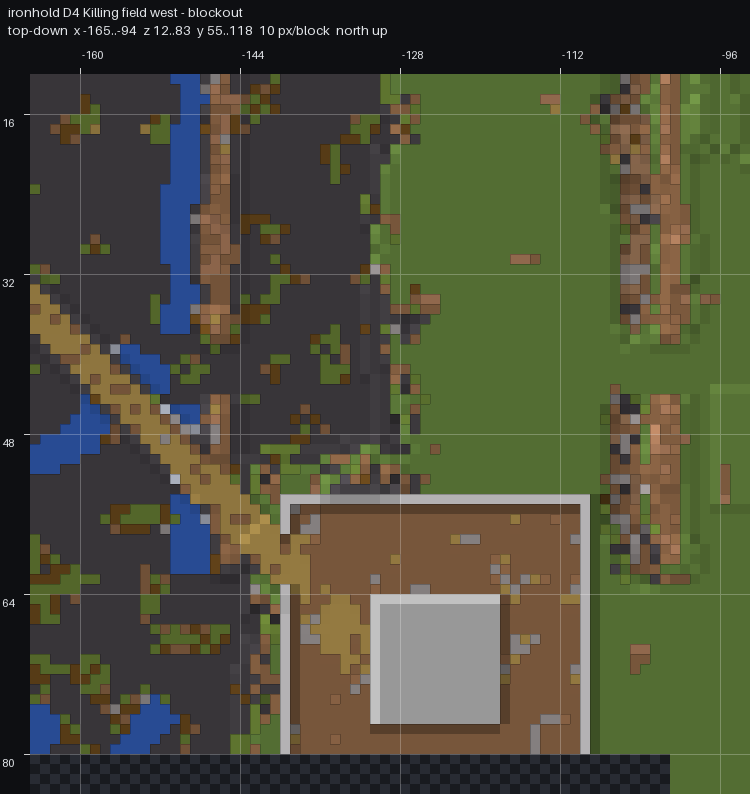 ironhold D4 Killing field west - blockout
top-down x -165..-94 z 12..83 y 55..118 10 px/block north up
-160 -144 -128 -112 -96
16
32
48
64
80